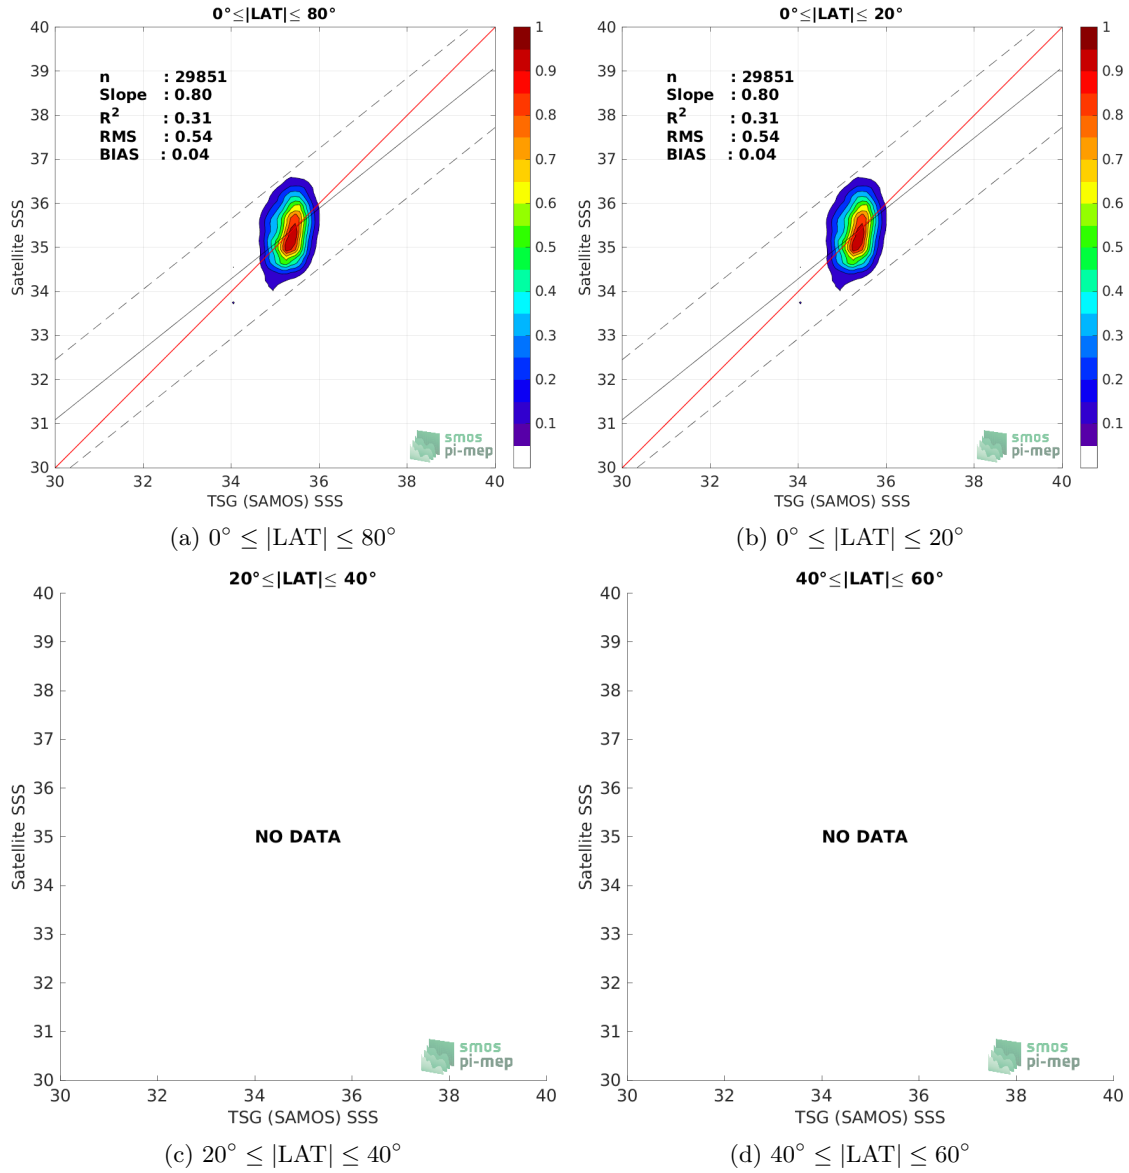 0°≤|LAT|≤ 80°
40
39
38
37
36
35
34
33
32
31
30
Satellite SSS
n : 29851
Slope : 0.80
R² : 0.31
RMS : 0.54
BIAS : 0.04
smos
pi-mep
30 32 34 36 38 40
TSG (SAMOS) SSS
1
0.9
0.8
0.7
0.6
0.5
0.4
0.3
0.2
0.1
(a) 0° ≤ |LAT| ≤ 80°
0°≤|LAT|≤ 20°
40
39
38
37
36
35
34
33
32
31
30
Satellite SSS
n : 29851
Slope : 0.80
R² : 0.31
RMS : 0.54
BIAS : 0.04
smos
pi-mep
30 32 34 36 38 40
TSG (SAMOS) SSS
1
0.9
0.8
0.7
0.6
0.5
0.4
0.3
0.2
0.1
(b) 0° ≤ |LAT| ≤ 20°
20°≤|LAT|≤ 40°
40
39
38
37
36
35
34
33
32
31
30
Satellite SSS
NO DATA
smos
pi-mep
30 32 34 36 38 40
TSG (SAMOS) SSS
(c) 20° ≤ |LAT| ≤ 40°
40°≤|LAT|≤ 60°
40
39
38
37
36
35
34
33
32
31
30
Satellite SSS
NO DATA
smos
pi-mep
30 32 34 36 38 40
TSG (SAMOS) SSS
(d) 40° ≤ |LAT| ≤ 60°